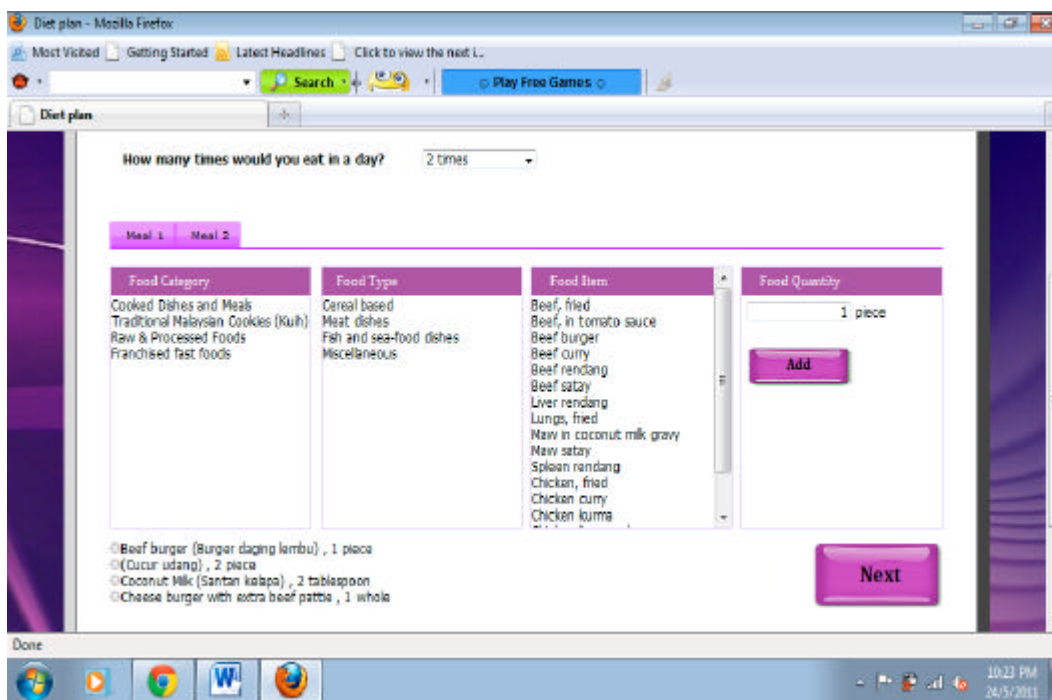 Diet plan - Mozilla Firefox
Most Visited Getting Started Latest Headlines Click to view the next i...
Search Play Free Games
Diet plan
How many times would you eat in a day? 2 times
Meal 1 Meal 2
Food Category Food Type Food Item Food Quantity
Cooked Dishes and Meals Cereal based Beef, fried 1 piece
Traditional Malaysian Cookies (Kuih) Meat dishes Beef, in tomato sauce
Raw & Processed Foods Fish and sea-food dishes Beef burger
Franchised fast foods Miscellaneous Beef curry
Beef rendang Add
Beef satay
Liver rendang
Lungs, fried
Maw in coconut milk gravy
Maw satay
Spleen rendang
Chicken, fried
Chicken curry
Chicken kurma
Beef burger (Burger daging lembu) , 1 piece
(Cucur udang) , 2 piece
Coconut Milk (Santan kelapa) , 2 tablespoon
Cheese burger with extra beef pattie , 1 whole
Next
Done
10:23 PM
24/5/2011